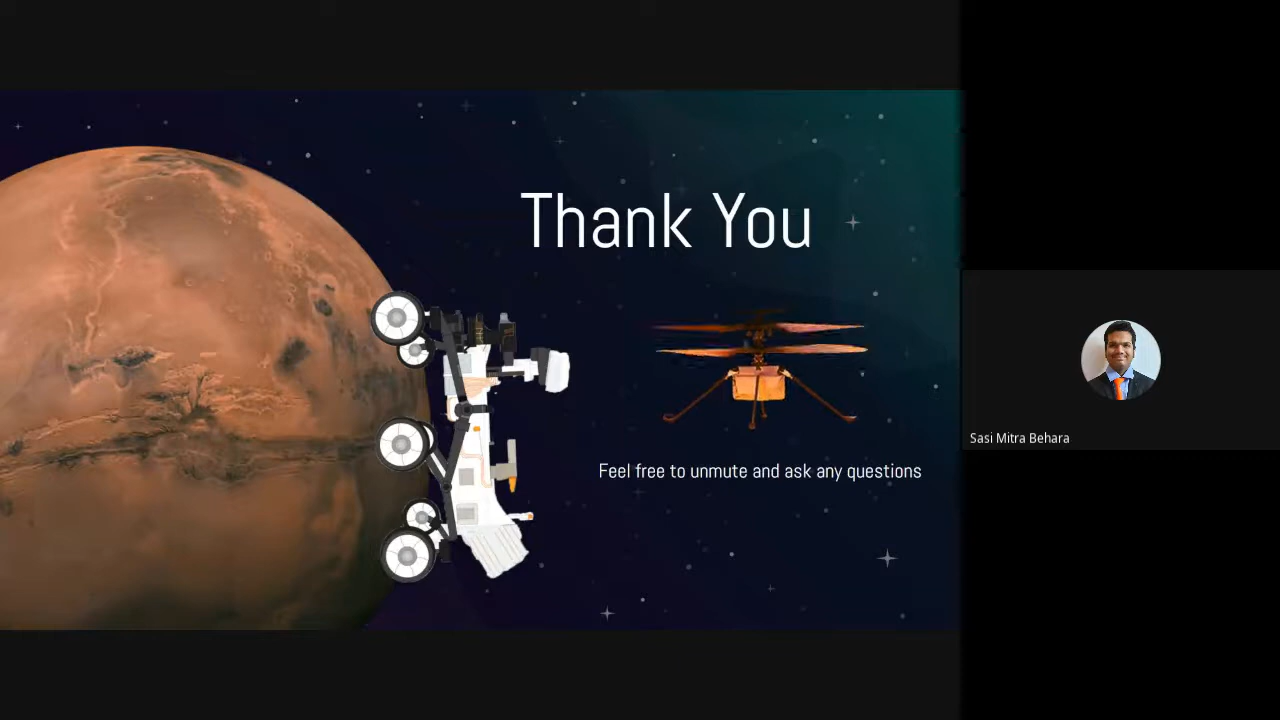 Thank You
Feel free to unmute and ask any questions
Sasi Mitra Behara